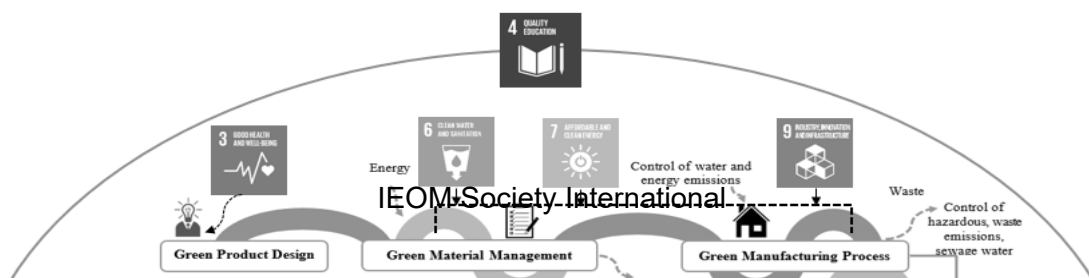 4 QUALITY
EDUCATION
3 GOOD HEALTH
AND WELL-BEING
6 CLEAN WATER
AND SANITATION
7 AFFORDABLE AND
CLEAN ENERGY
9 INDUSTRY, INNOVATION
AND INFRASTRUCTURE
Energy
Control of water and
energy emissions
Waste
Control of
hazardous, waste
emissions,
sewage water
IEOM Society International
Green Product Design
Green Material Management
Green Manufacturing Process